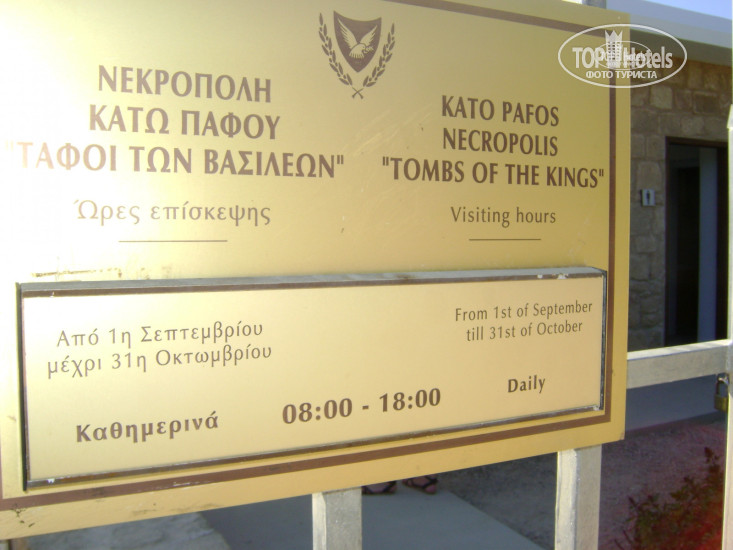 TOPHotels
ФОТО ТУРИСТА
ΝΕΚΡΟΠΟΛΗ
ΚΑΤΩ ΠΑΦΟΥ
"ΤΑΦΟΙ ΤΩΝ ΒΑΣΙΛΕΩΝ"
Ώρες επίσκεψης
KATO PAFOS
NECROPOLIS
"TOMBS OF THE KINGS"
Visiting hours
Από 1η Σεπτεμβρίου
μέχρι 31η Οκτωμβρίου
From 1st of September
till 31st of October
Καθημερινά
08:00 - 18:00
Daily